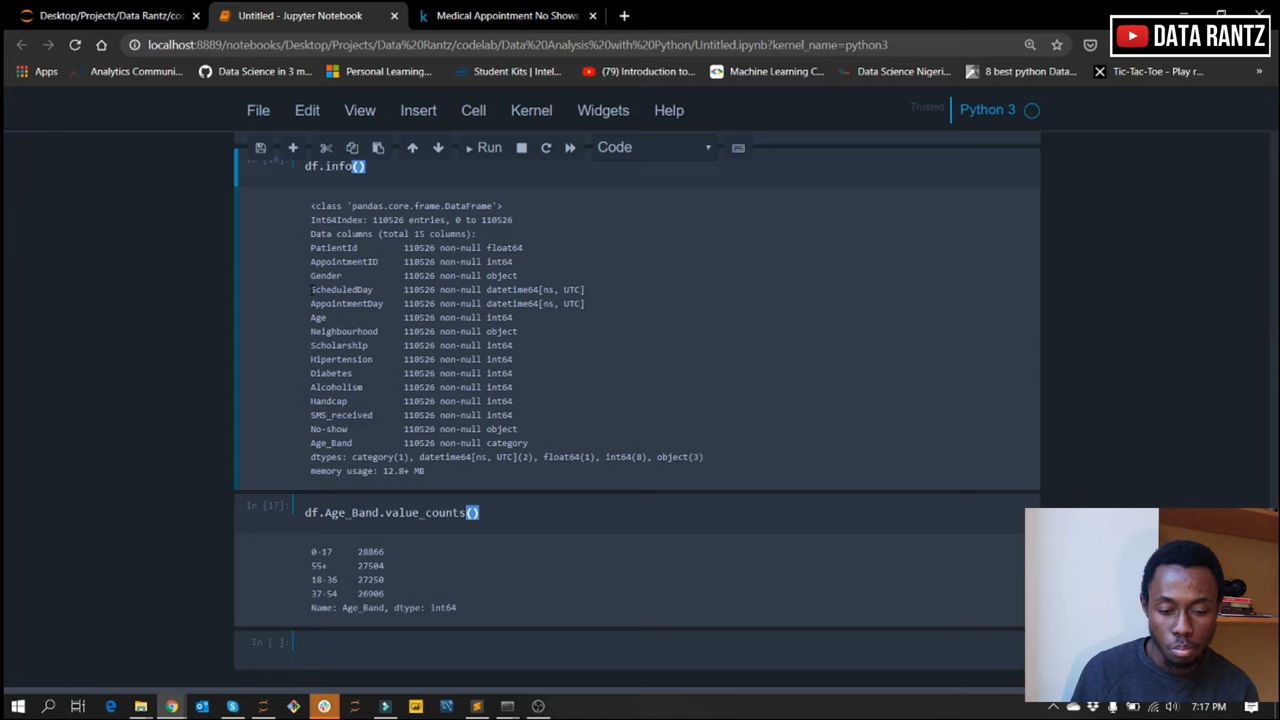 Desktop/Projects/Data Rantz/co
Untitled - Jupyter Notebook
Medical Appointment No Shows
DATA RANTZ
localhost:8889/notebooks/Desktop/Projects/Data%20Rantz/codelab/Data%20Analysis%20with%20Python/Untitled.ipynb?kernel_name=python3
Apps
Analytics Communi...
Data Science in 3 m...
Personal Learning...
Student Kits | Intel...
(79) Introduction to...
Machine Learning C...
Data Science Nigeri...
8 best python Data...
Tic-Tac-Toe - Play r...
»
File Edit View Insert Cell Kernel Widgets Help
Trusted
Python 3
Run
Code
In [16]:
df.info()
<class 'pandas.core.frame.DataFrame'>
Int64Index: 110526 entries, 0 to 110526
Data columns (total 15 columns):
PatientId 110526 non-null float64
AppointmentID 110526 non-null int64
Gender 110526 non-null object
ScheduledDay 110526 non-null datetime64[ns, UTC]
AppointmentDay 110526 non-null datetime64[ns, UTC]
Age 110526 non-null int64
Neighbourhood 110526 non-null object
Scholarship 110526 non-null int64
Hipertension 110526 non-null int64
Diabetes 110526 non-null int64
Alcoholism 110526 non-null int64
Handcap 110526 non-null int64
SMS_received 110526 non-null int64
No-show 110526 non-null object
Age_Band 110526 non-null category
dtypes: category(1), datetime64[ns, UTC](2), float64(1), int64(8), object(3)
memory usage: 12.8+ MB
In [17]:
df.Age_Band.value_counts()
0-17 28866
55+ 27504
18-36 27250
37-54 26906
Name: Age_Band, dtype: int64
In [ ]:
7:17 PM